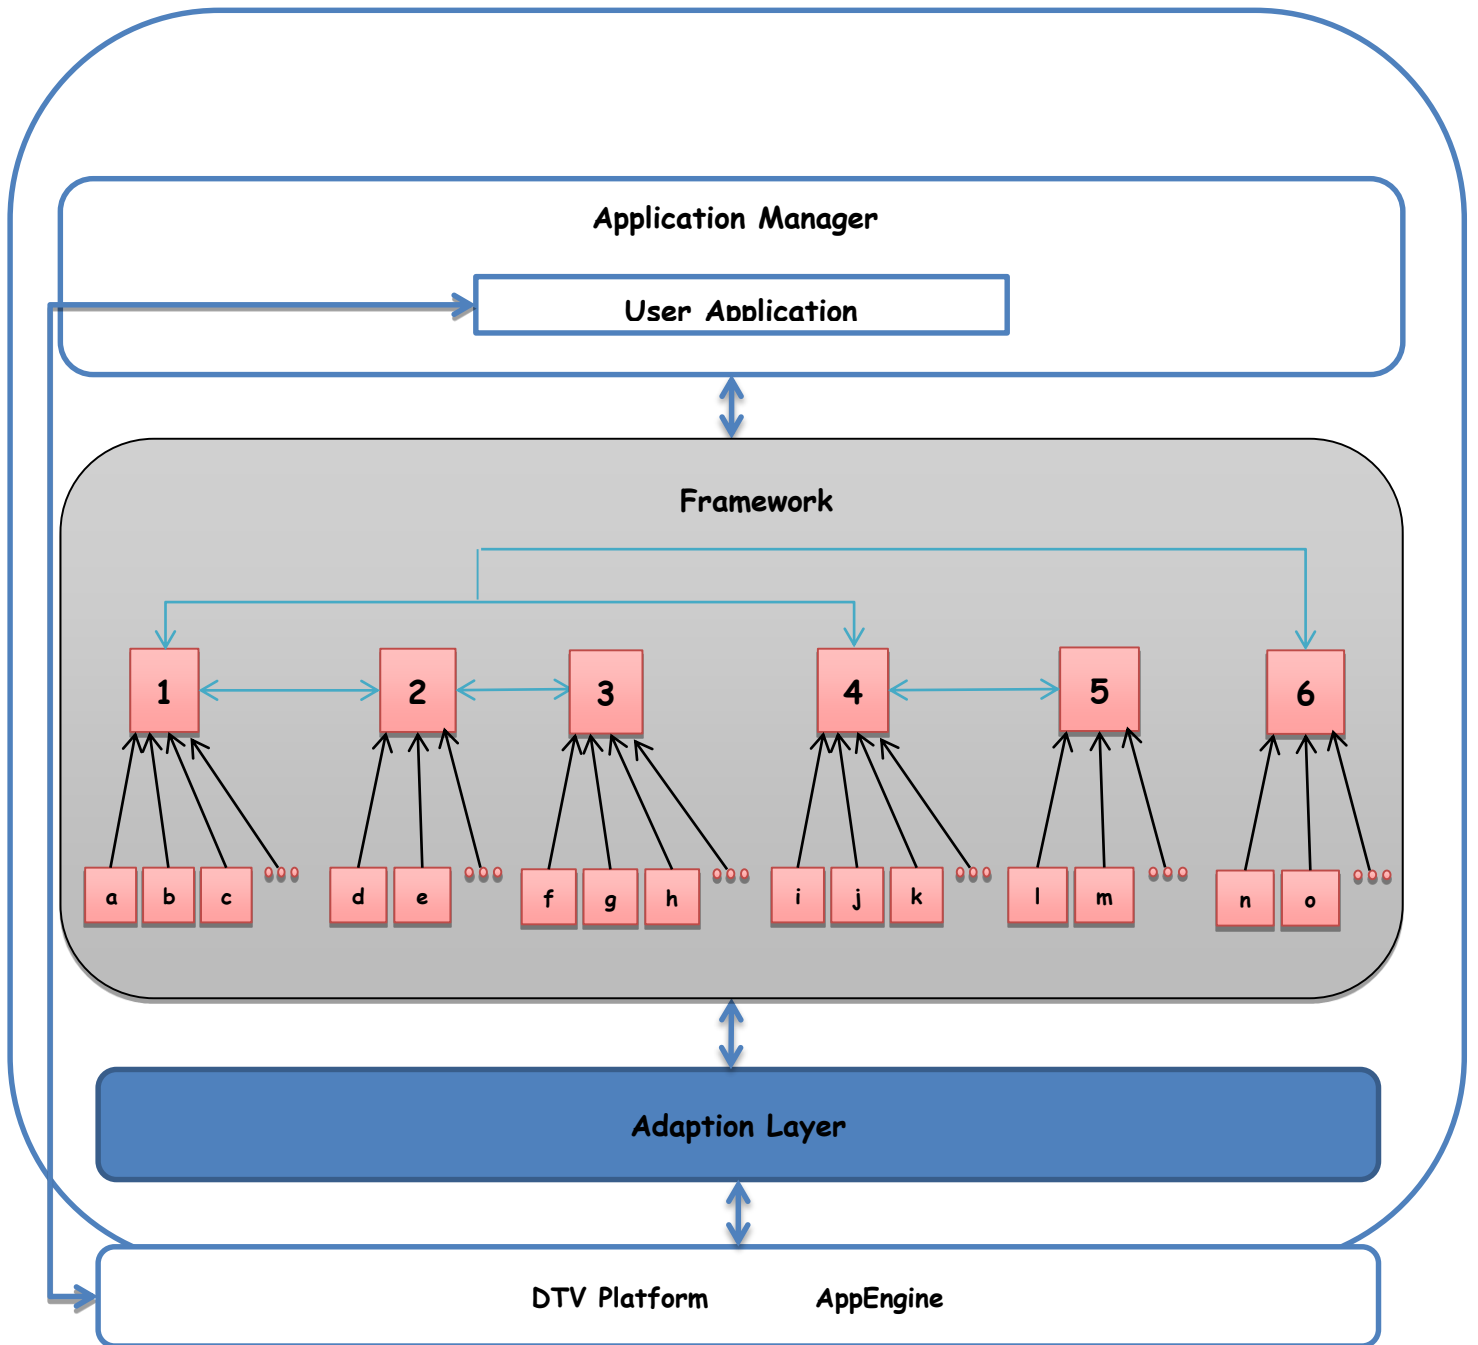 Application Manager
User Application
Framework
1 2 3 4 5 6
a b c d e f g h i j k l m n o
Adaption Layer
DTV Platform AppEngine